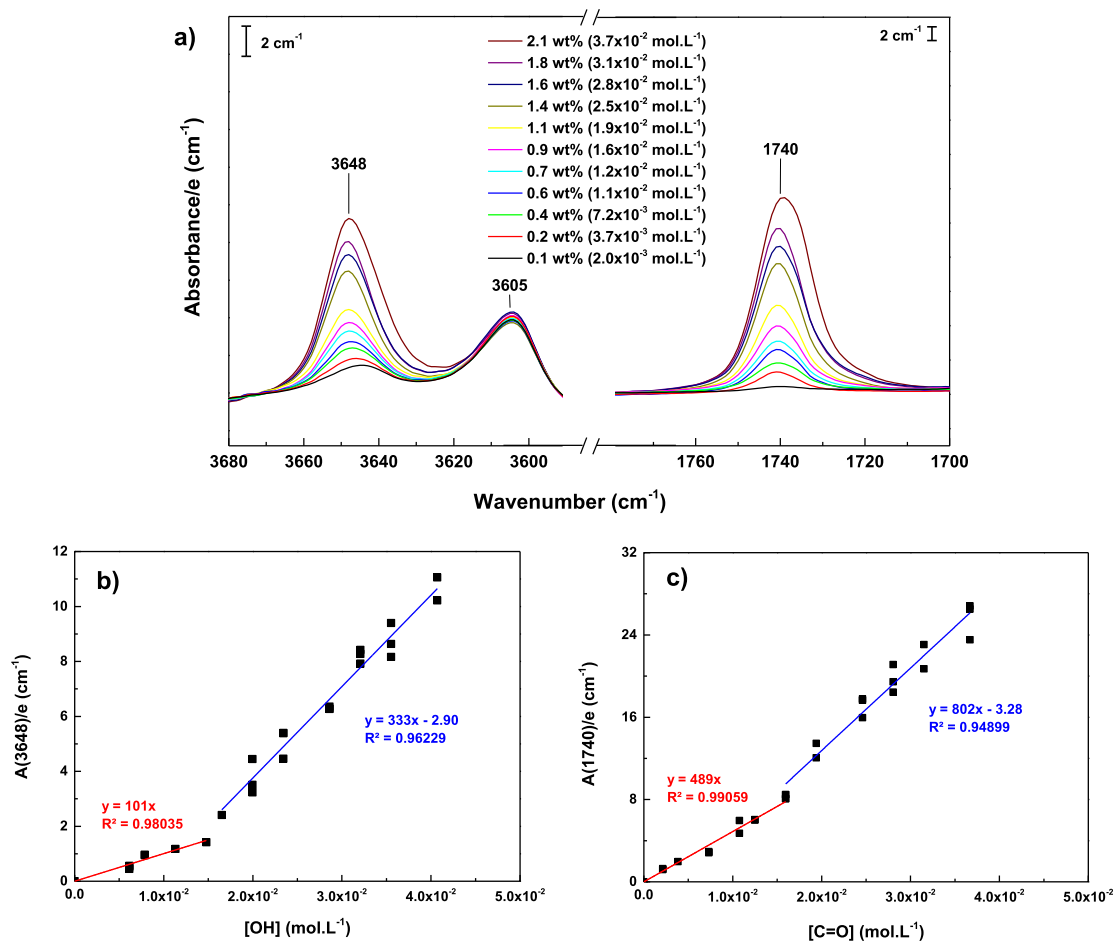 a)
2 cm⁻¹
2 cm⁻¹
2.1 wt% (3.7x10⁻² mol.L⁻¹)
1.8 wt% (3.1x10⁻² mol.L⁻¹)
1.6 wt% (2.8x10⁻² mol.L⁻¹)
1.4 wt% (2.5x10⁻² mol.L⁻¹)
1.1 wt% (1.9x10⁻² mol.L⁻¹)
0.9 wt% (1.6x10⁻² mol.L⁻¹)
0.7 wt% (1.2x10⁻² mol.L⁻¹)
0.6 wt% (1.1x10⁻² mol.L⁻¹)
0.4 wt% (7.2x10⁻³ mol.L⁻¹)
0.2 wt% (3.7x10⁻³ mol.L⁻¹)
0.1 wt% (2.0x10⁻³ mol.L⁻¹)
3648
3605
1740
Absorbance/e (cm⁻¹)
3680 3660 3640 3620 3600 1760 1740 1720 1700
Wavenumber (cm⁻¹)
b)
A(3648)/e (cm⁻¹)
12
10
8
6
4
2
0
y = 333x - 2.90
R² = 0.96229
y = 101x
R² = 0.98035
0.0 1.0x10⁻² 2.0x10⁻² 3.0x10⁻² 4.0x10⁻² 5.0x10⁻²
[OH] (mol.L⁻¹)
c)
A(1740)/e (cm⁻¹)
32
24
16
8
0
y = 802x - 3.28
R² = 0.94899
y = 489x
R² = 0.99059
0.0 1.0x10⁻² 2.0x10⁻² 3.0x10⁻² 4.0x10⁻² 5.0x10⁻²
[C=O] (mol.L⁻¹)